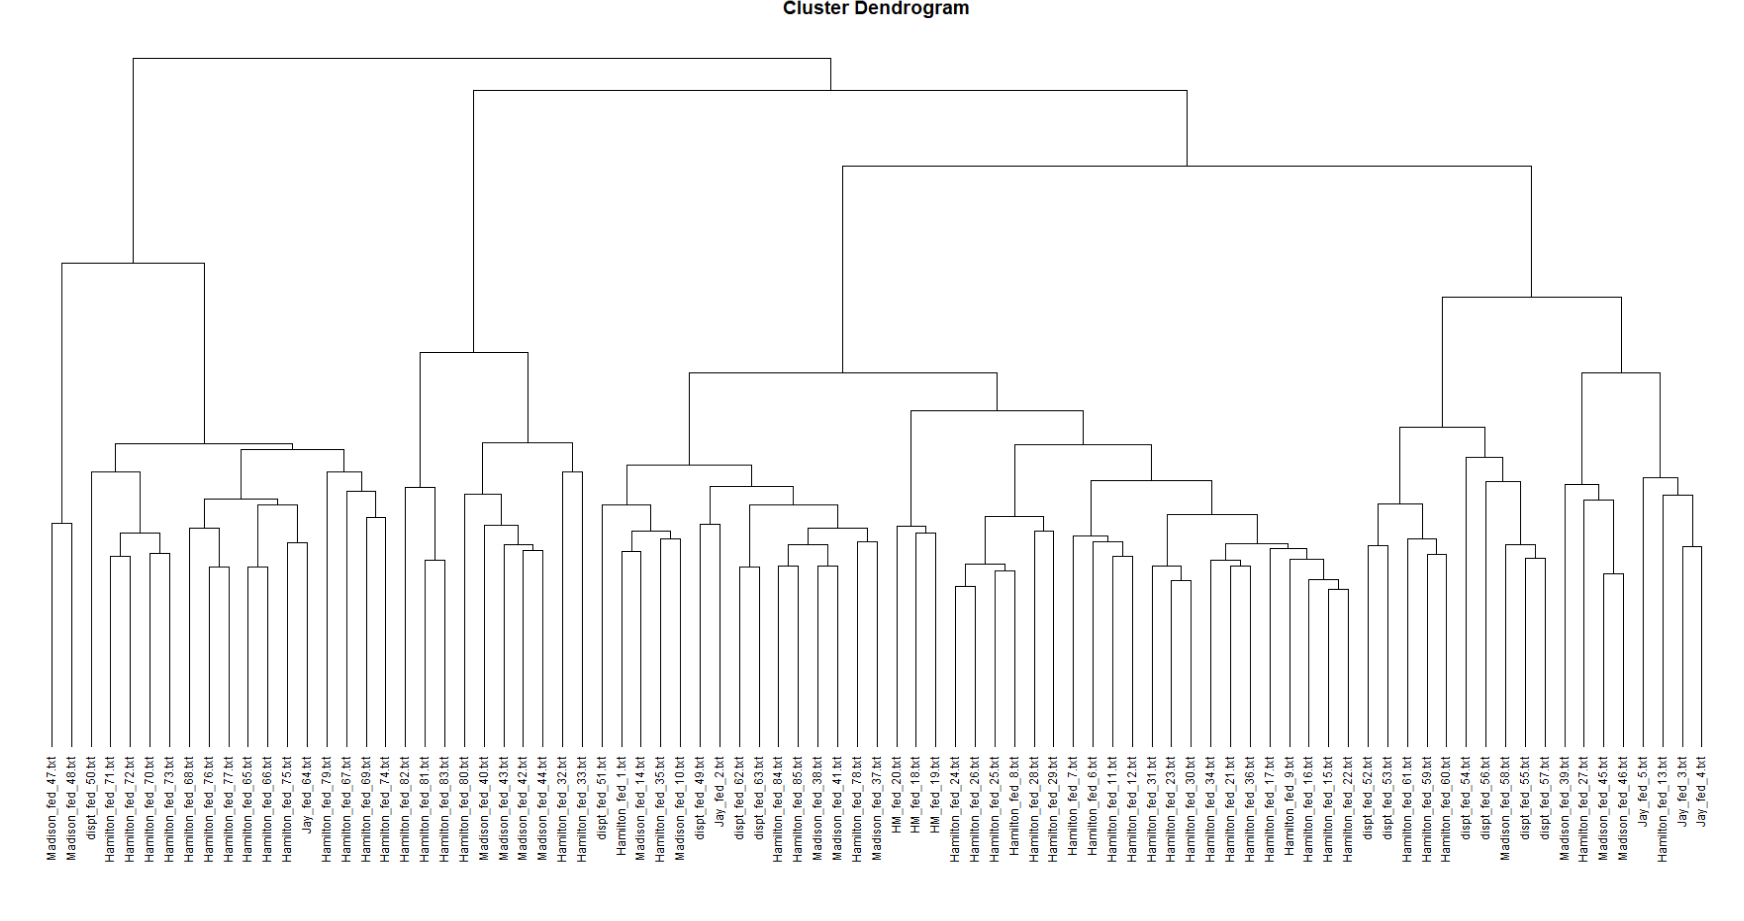 Cluster Dendrogram
Madison_fed_47.txt
Madison_fed_48.txt
dispt_fed_50.txt
Hamilton_fed_71.txt
Hamilton_fed_72.txt
Hamilton_fed_70.txt
Hamilton_fed_73.txt
Hamilton_fed_68.txt
Hamilton_fed_76.txt
Hamilton_fed_77.txt
Hamilton_fed_65.txt
Hamilton_fed_66.txt
Hamilton_fed_75.txt
Jay_fed_64.txt
Hamilton_fed_79.txt
Hamilton_fed_67.txt
Hamilton_fed_69.txt
Hamilton_fed_74.txt
Hamilton_fed_82.txt
Hamilton_fed_81.txt
Hamilton_fed_83.txt
Hamilton_fed_80.txt
Madison_fed_40.txt
Madison_fed_43.txt
Madison_fed_42.txt
Madison_fed_44.txt
Hamilton_fed_32.txt
Hamilton_fed_33.txt
dispt_fed_51.txt
Hamilton_fed_1.txt
Madison_fed_14.txt
Hamilton_fed_35.txt
Madison_fed_10.txt
dispt_fed_49.txt
Jay_fed_2.txt
dispt_fed_62.txt
dispt_fed_63.txt
Hamilton_fed_84.txt
Hamilton_fed_85.txt
Madison_fed_38.txt
Madison_fed_41.txt
Hamilton_fed_78.txt
Madison_fed_37.txt
HM_fed_20.txt
HM_fed_18.txt
HM_fed_19.txt
Hamilton_fed_24.txt
Hamilton_fed_26.txt
Hamilton_fed_25.txt
Hamilton_fed_8.txt
Hamilton_fed_28.txt
Hamilton_fed_29.txt
Hamilton_fed_7.txt
Hamilton_fed_6.txt
Hamilton_fed_11.txt
Hamilton_fed_12.txt
Hamilton_fed_31.txt
Hamilton_fed_23.txt
Hamilton_fed_30.txt
Hamilton_fed_34.txt
Hamilton_fed_21.txt
Hamilton_fed_36.txt
Hamilton_fed_17.txt
Hamilton_fed_9.txt
Hamilton_fed_16.txt
Hamilton_fed_15.txt
Hamilton_fed_22.txt
dispt_fed_52.txt
dispt_fed_53.txt
Hamilton_fed_61.txt
Hamilton_fed_59.txt
Hamilton_fed_60.txt
dispt_fed_54.txt
dispt_fed_56.txt
Madison_fed_58.txt
dispt_fed_55.txt
dispt_fed_57.txt
Madison_fed_39.txt
Hamilton_fed_27.txt
Madison_fed_45.txt
Madison_fed_46.txt
Jay_fed_5.txt
Hamilton_fed_13.txt
Jay_fed_3.txt
Jay_fed_4.txt